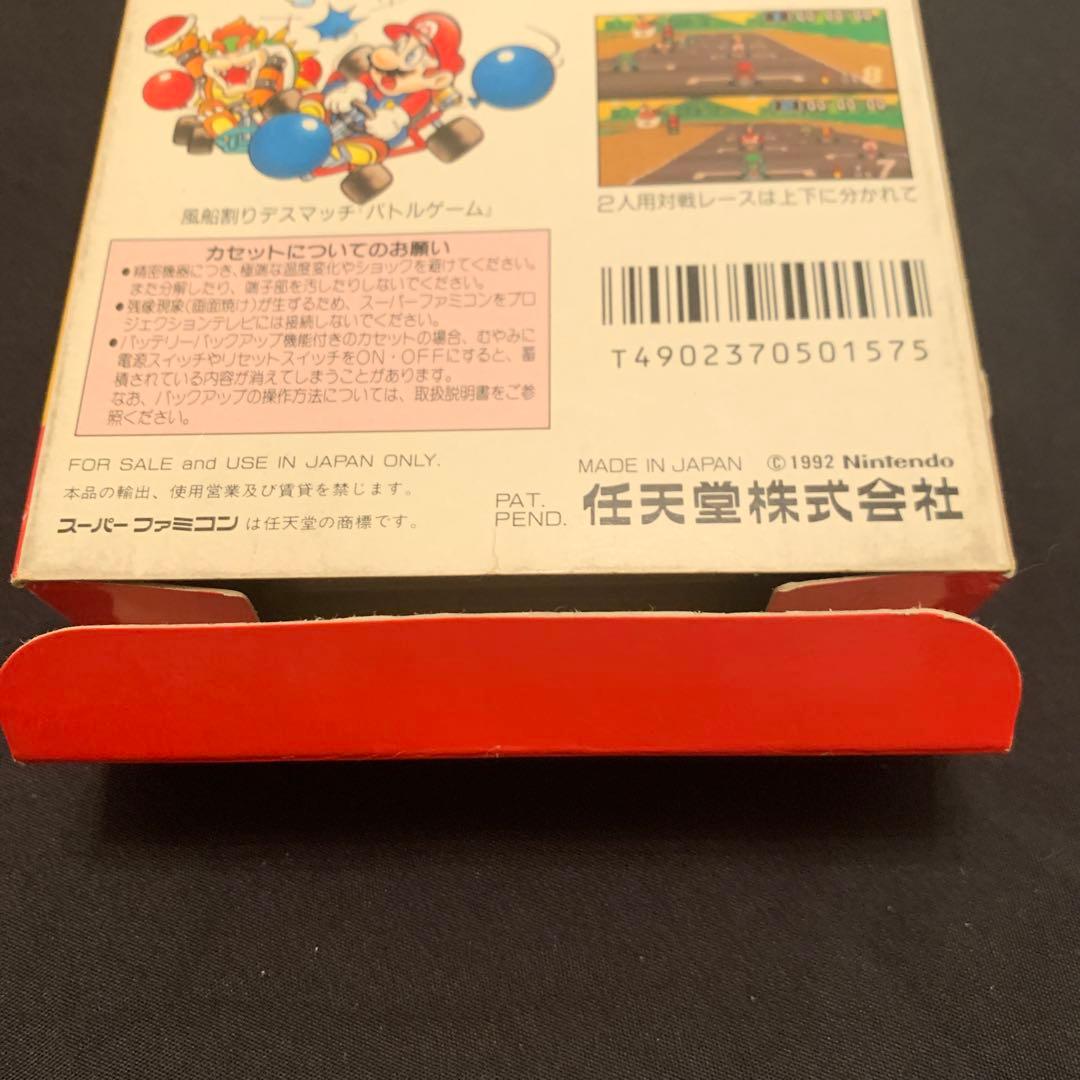 風船割りデスマッチ『バトルゲーム』
2人用対戦レースは上下に分かれて
カセットについてのお願い
●精密機器につき、極端な温度変化やショックを避けてください。
また分解したり、端子部を汚したりしないでください。
●残像現象(画面焼け)が生ずるため、スーパーファミコンをプロ
ジェクションテレビには接続しないでください。
●バッテリーバックアップ機能付きのカセットの場合、むやみに
電源スイッチやリセットスイッチをON・OFFにすると、蓄
積されている内容が消えてしまうことがあります。
なお、バックアップの操作方法については、取扱説明書をご参
照ください。
T4902370501575
FOR SALE and USE IN JAPAN ONLY.
本品の輸出、使用営業及び賃貸を禁じます。
スーパーファミコンは任天堂の商標です。
MADE IN JAPAN ©1992 Nintendo
PAT.
PEND.
任天堂株式会社